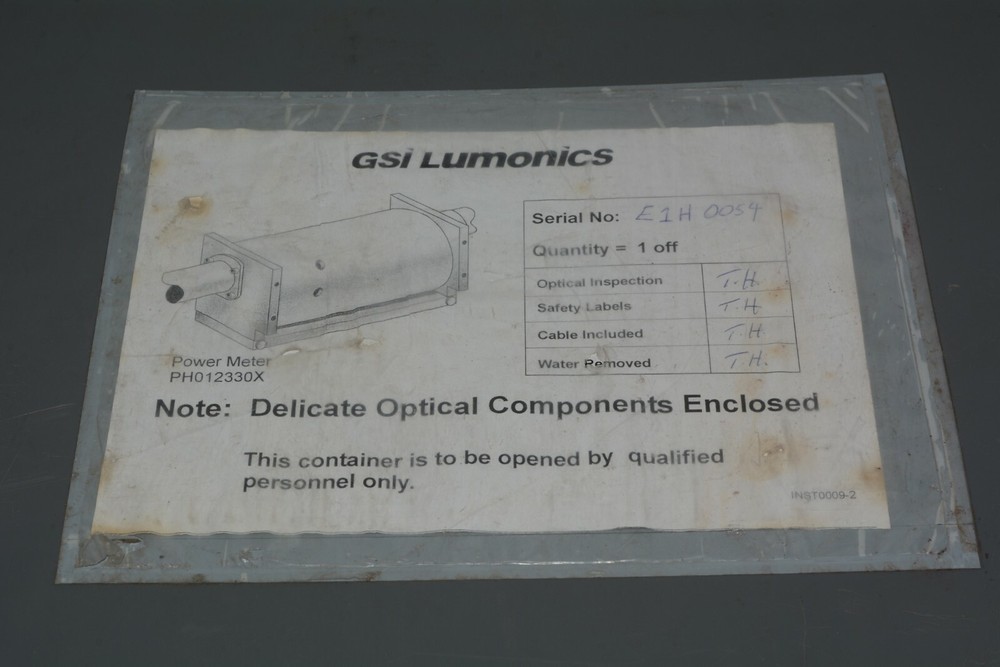 GSI Lumonics
Serial No: E1H 0054
Quantity = 1 off
Optical Inspection T.H.
Safety Labels T.H
Cable Included T.H
Water Removed T.H.
Power Meter
PH012330X
Note: Delicate Optical Components Enclosed
This container is to be opened by qualified
personnel only.
INST0009-2